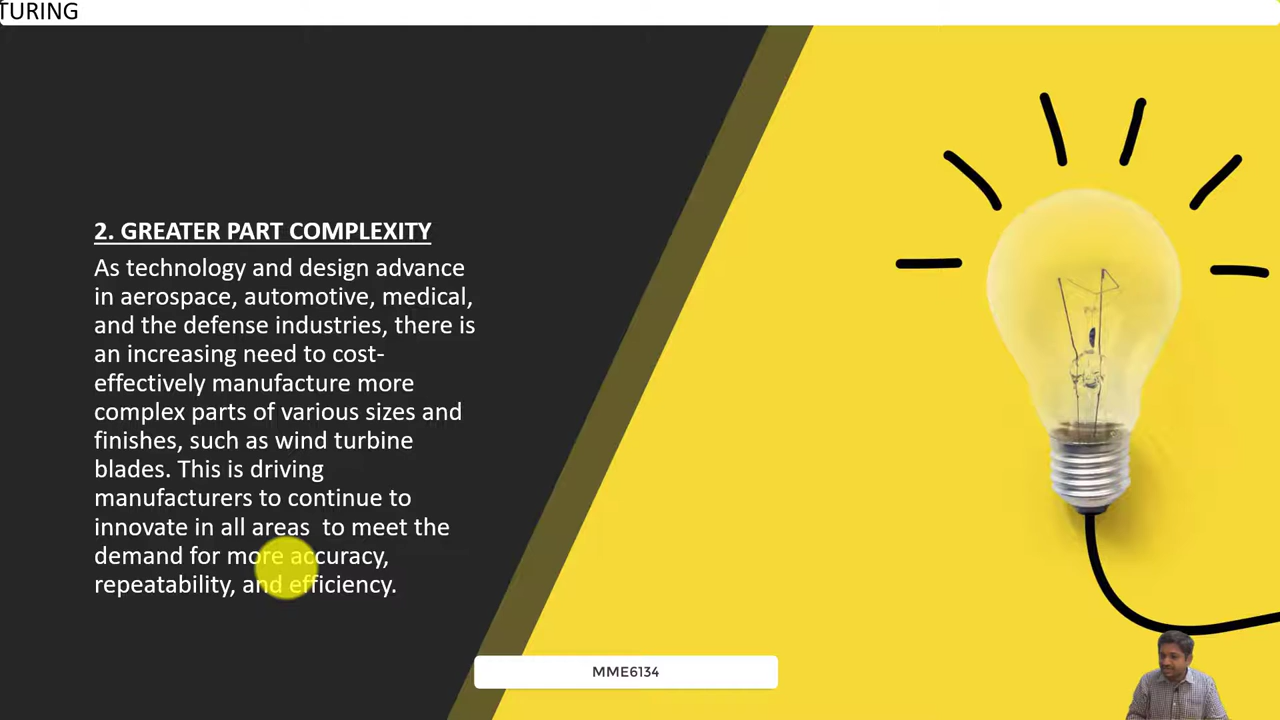 TURING
2. GREATER PART COMPLEXITY
As technology and design advance
in aerospace, automotive, medical,
and the defense industries, there is
an increasing need to cost-
effectively manufacture more
complex parts of various sizes and
finishes, such as wind turbine
blades. This is driving
manufacturers to continue to
innovate in all areas  to meet the
demand for more accuracy,
repeatability, and efficiency.
MME6134